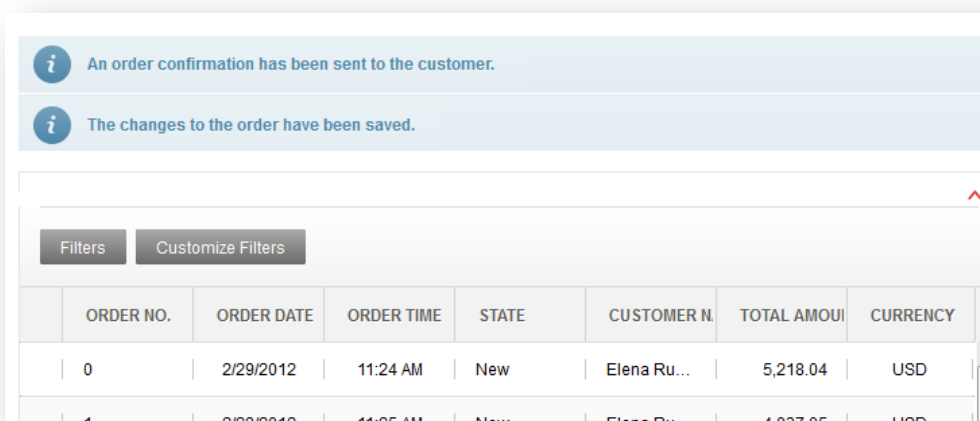 An order confirmation has been sent to the customer.
The changes to the order have been saved.
Filters Customize Filters
ORDER NO. ORDER DATE ORDER TIME STATE CUSTOMER N. TOTAL AMOU CURRENCY
0 2/29/2012 11:24 AM New Elena Ru... 5,218.04 USD